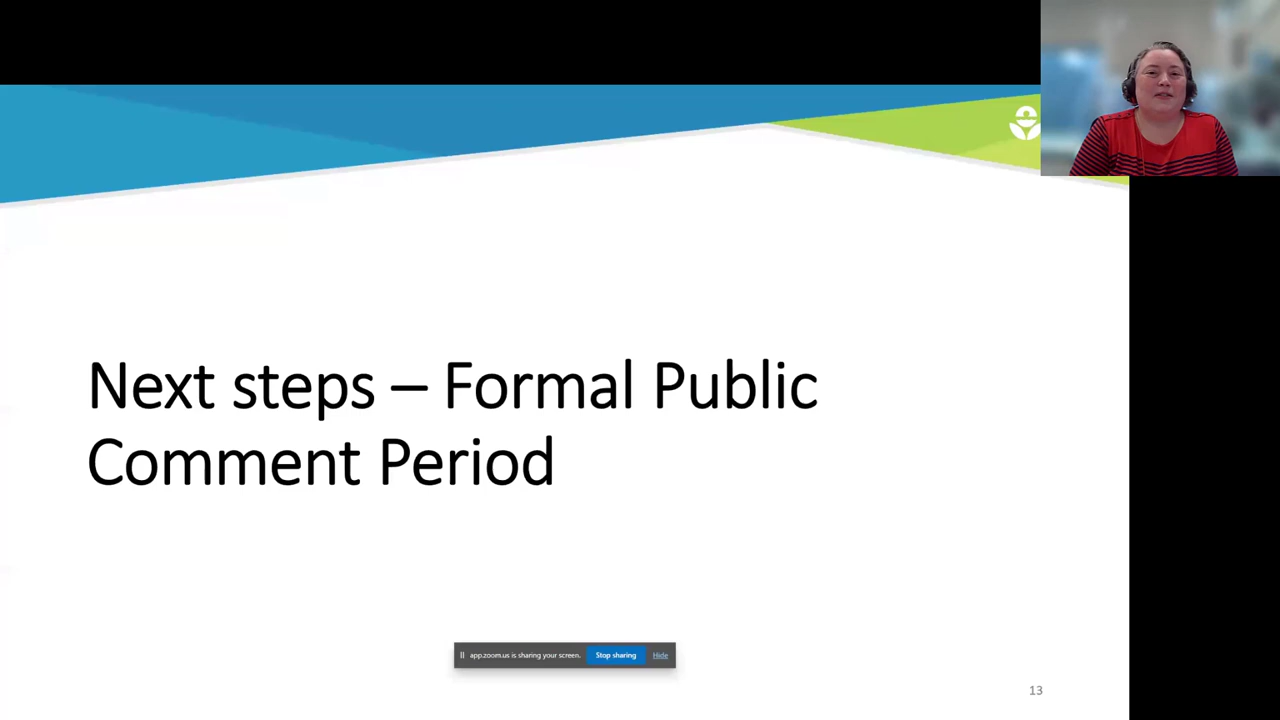 Next steps – Formal Public
Comment Period
app.zoom.us is sharing your screen. Stop sharing Hide
13